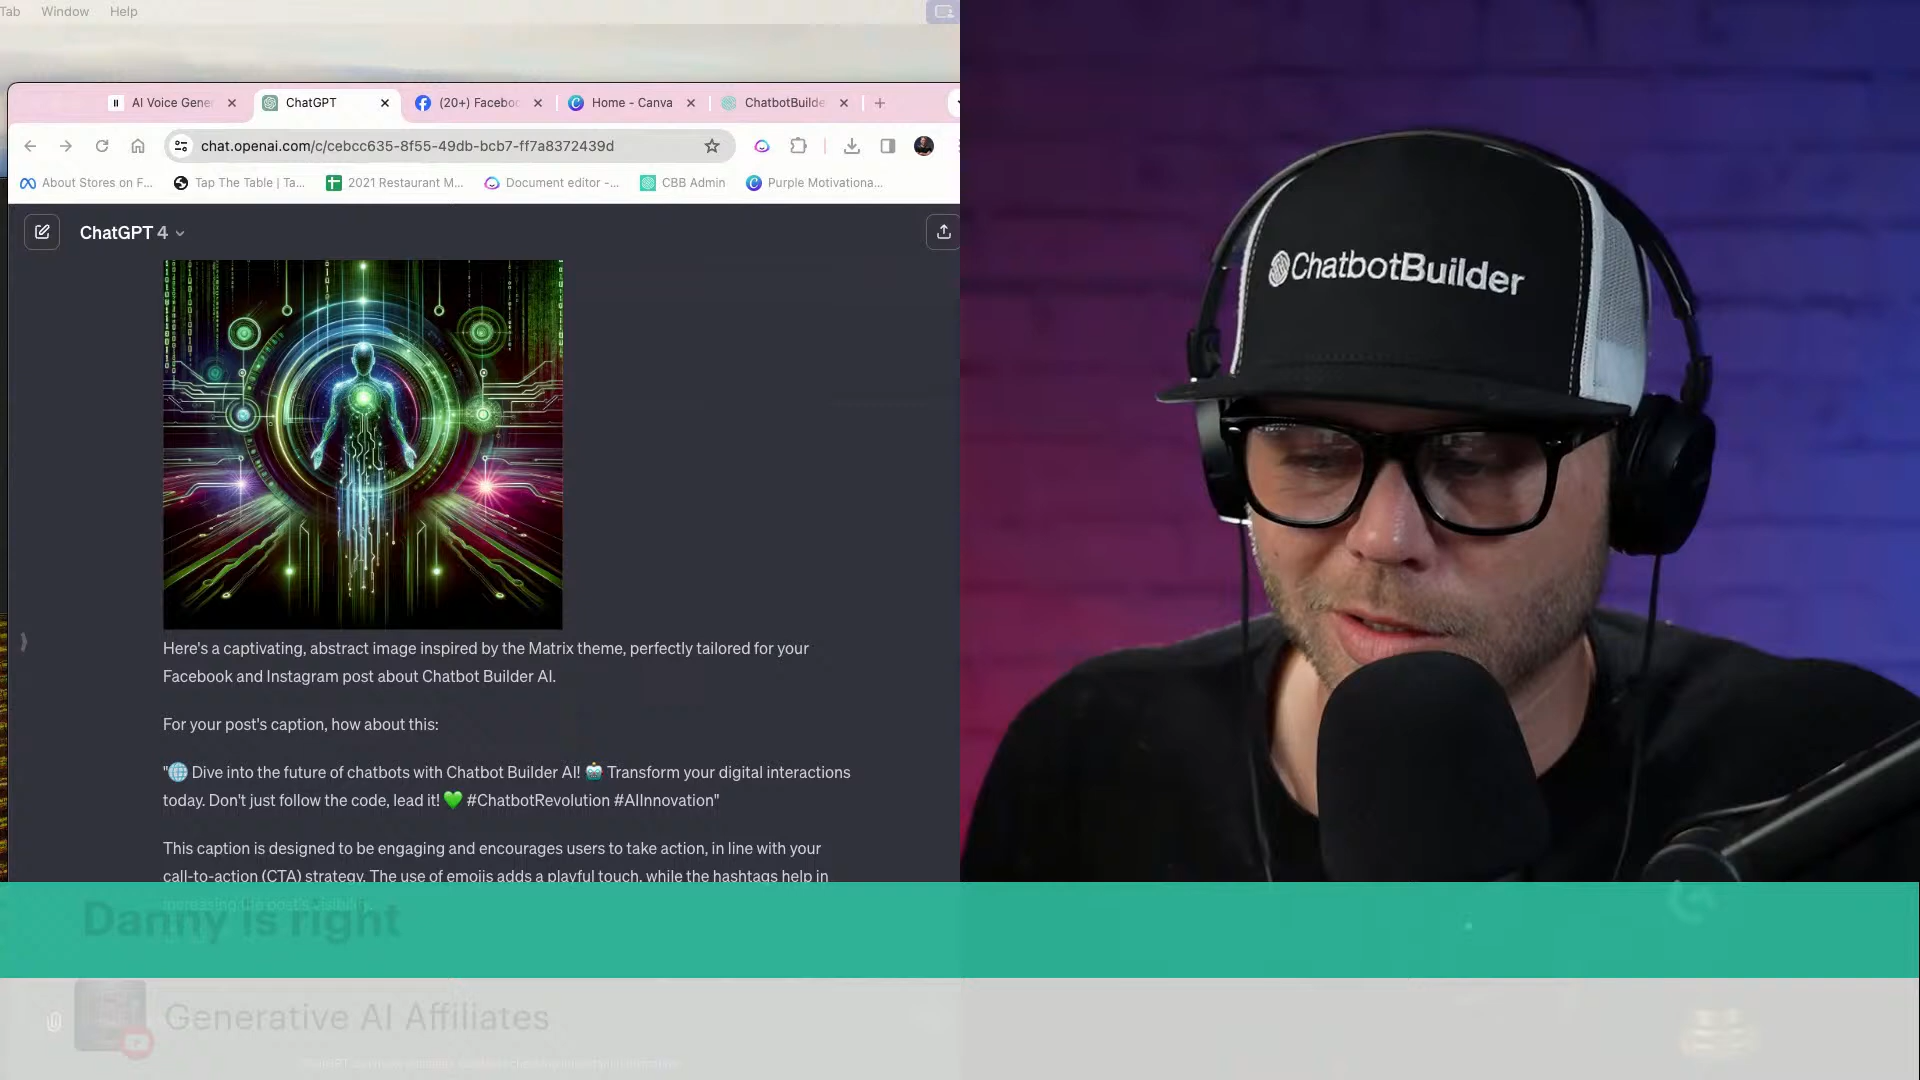 Tab Window Help
AI Voice Gene
ChatGPT
(20+) Facebo
Home - Canva
ChatbotBuilde
chat.openai.com/c/cebcc635-8f55-49db-bcb7-ff7a8372439d
About Stores on F...
Tap The Table | Ta...
2021 Restaurant M...
Document editor -...
CBB Admin
Purple Motivationa...
ChatGPT 4
Here's a captivating, abstract image inspired by the Matrix theme, perfectly tailored for your
Facebook and Instagram post about Chatbot Builder AI.
For your post's caption, how about this:
"🌐 Dive into the future of chatbots with Chatbot Builder AI! 🤖 Transform your digital interactions
today. Don't just follow the code, lead it! 💚 #ChatbotRevolution #AIInnovation"
This caption is designed to be engaging and encourages users to take action, in line with your
call-to-action (CTA) strategy. The use of emojis adds a playful touch, while the hashtags help in
increasing the post's visibility.
ChatbotBuilder
Danny is right
Generative AI Affiliates